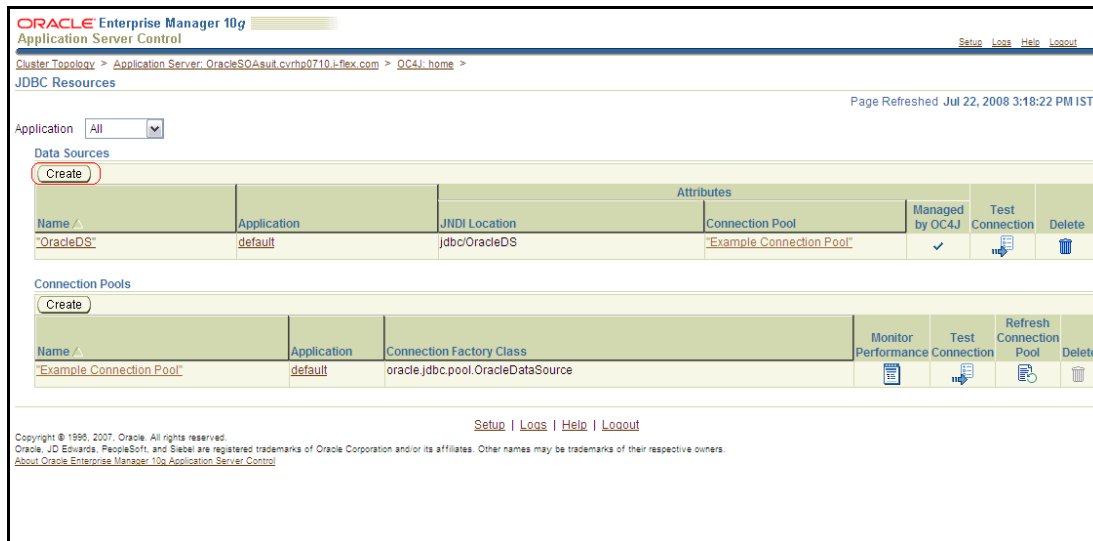 ORACLE Enterprise Manager 10g
Application Server Control
Setup Logs Help Logout
Cluster Topology > Application Server: OracleSOAsuit.cvrhp0710.i-flex.com > OC4J: home >
JDBC Resources
Page Refreshed Jul 22, 2008 3:18:22 PM IST
Application All
Data Sources
Create
Attributes
Name Application JNDI Location Connection Pool Managed by OC4J Test Connection Delete
"OracleDS" default jdbc/OracleDS "Example Connection Pool"
Connection Pools
Create
Name Application Connection Factory Class Monitor Performance Test Connection Refresh Connection Pool Delete
"Example Connection Pool" default oracle.jdbc.pool.OracleDataSource
Setup | Logs | Help | Logout
Copyright © 1996, 2007, Oracle. All rights reserved.
Oracle, JD Edwards, PeopleSoft, and Siebel are registered trademarks of Oracle Corporation and/or its affiliates. Other names may be trademarks of their respective owners.
About Oracle Enterprise Manager 10g Application Server Control